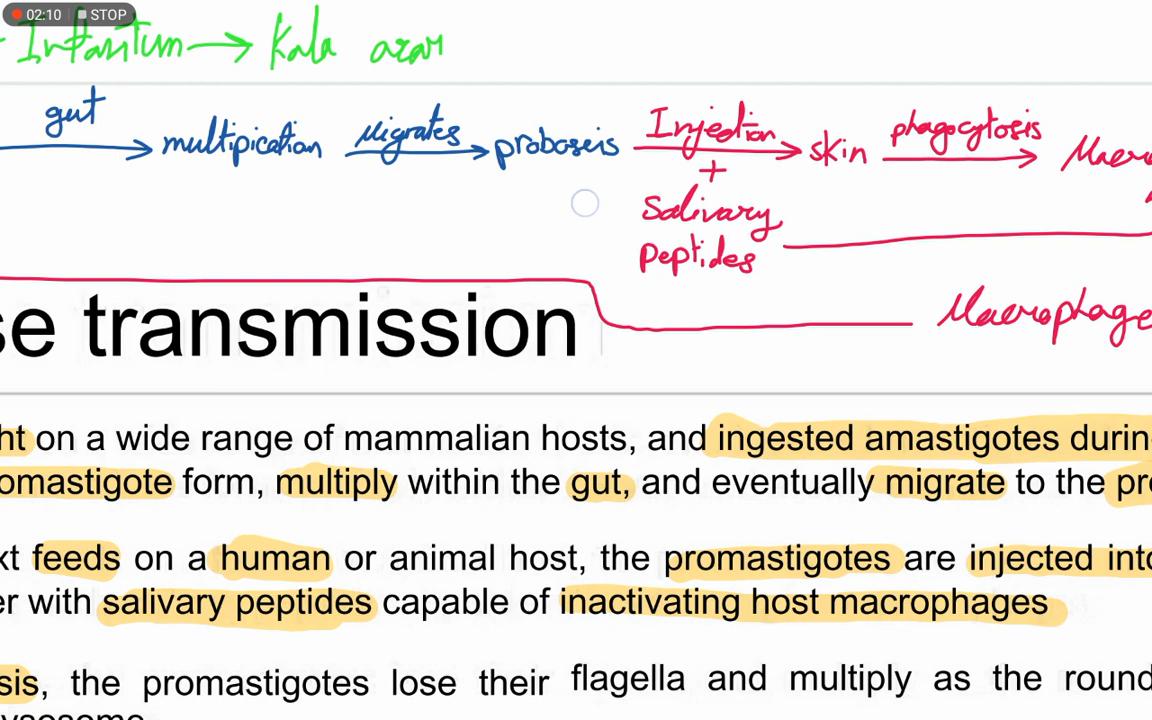 02:10 STOP
Infantum → Kala azar
gut
→ multipication
Migrates
→ proboscis
Injection
→ skin
phagocytosis
→
+
Salivary
peptides
se transmission
Macrophage
ht on a wide range of mammalian hosts, and ingested amastigotes durin
omastigote form, multiply within the gut, and eventually migrate to the pr
xt feeds on a human or animal host, the promastigotes are injected int
er with salivary peptides capable of inactivating host macrophages
sis, the promastigotes lose their flagella and multiply as the round